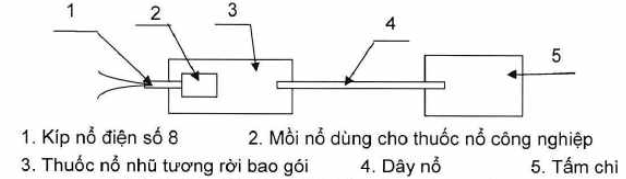 1 2 3 4 5
1. Kíp nổ điện số 8 2. Mồi nổ dùng cho thuốc nổ công nghiệp
3. Thuốc nổ nhũ tương rời bao gói 4. Dây nổ 5. Tấm chì